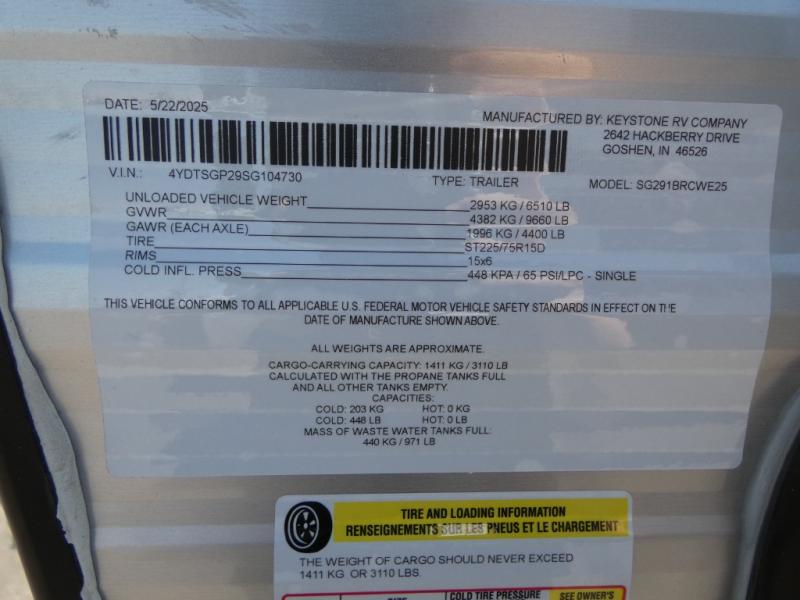 DATE: 5/22/2025
MANUFACTURED BY: KEYSTONE RV COMPANY
2642 HACKBERRY DRIVE
GOSHEN, IN 46526
V.I.N.: 4YDTSGP29SG104730 TYPE: TRAILER MODEL: SG291BRCWE25
UNLOADED VEHICLE WEIGHT 2953 KG / 6510 LB
GVWR 4382 KG / 9660 LB
GAWR (EACH AXLE) 1996 KG / 4400 LB
TIRE ST225/75R15D
RIMS 15x6
COLD INFL. PRESS 448 KPA / 65 PSI/LPC - SINGLE
THIS VEHICLE CONFORMS TO ALL APPLICABLE U.S. FEDERAL MOTOR VEHICLE SAFETY STANDARDS IN EFFECT ON THE
DATE OF MANUFACTURE SHOWN ABOVE.
ALL WEIGHTS ARE APPROXIMATE.
CARGO-CARRYING CAPACITY: 1411 KG / 3110 LB
CALCULATED WITH THE PROPANE TANKS FULL
AND ALL OTHER TANKS EMPTY.
CAPACITIES:
COLD: 203 KG HOT: 0 KG
COLD: 448 LB HOT: 0 LB
MASS OF WASTE WATER TANKS FULL:
440 KG / 971 LB
TIRE AND LOADING INFORMATION
RENSEIGNEMENTS SUR LES PNEUS ET LE CHARGEMENT
THE WEIGHT OF CARGO SHOULD NEVER EXCEED
1411 KG OR 3110 LBS.
SIZE COLD TIRE PRESSURE SEE OWNER'S